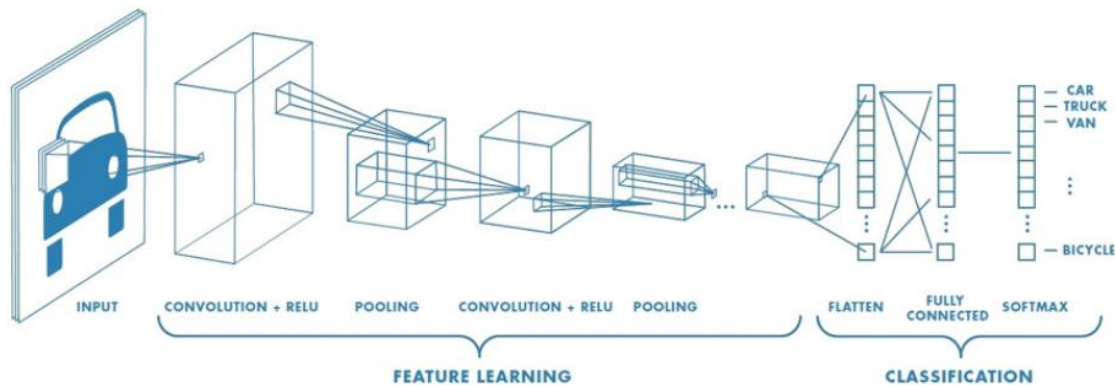 CAR
TRUCK
VAN
BICYCLE
INPUT
CONVOLUTION + RELU
POOLING
CONVOLUTION + RELU
POOLING
FLATTEN
FULLY
CONNECTED
SOFTMAX
FEATURE LEARNING
CLASSIFICATION